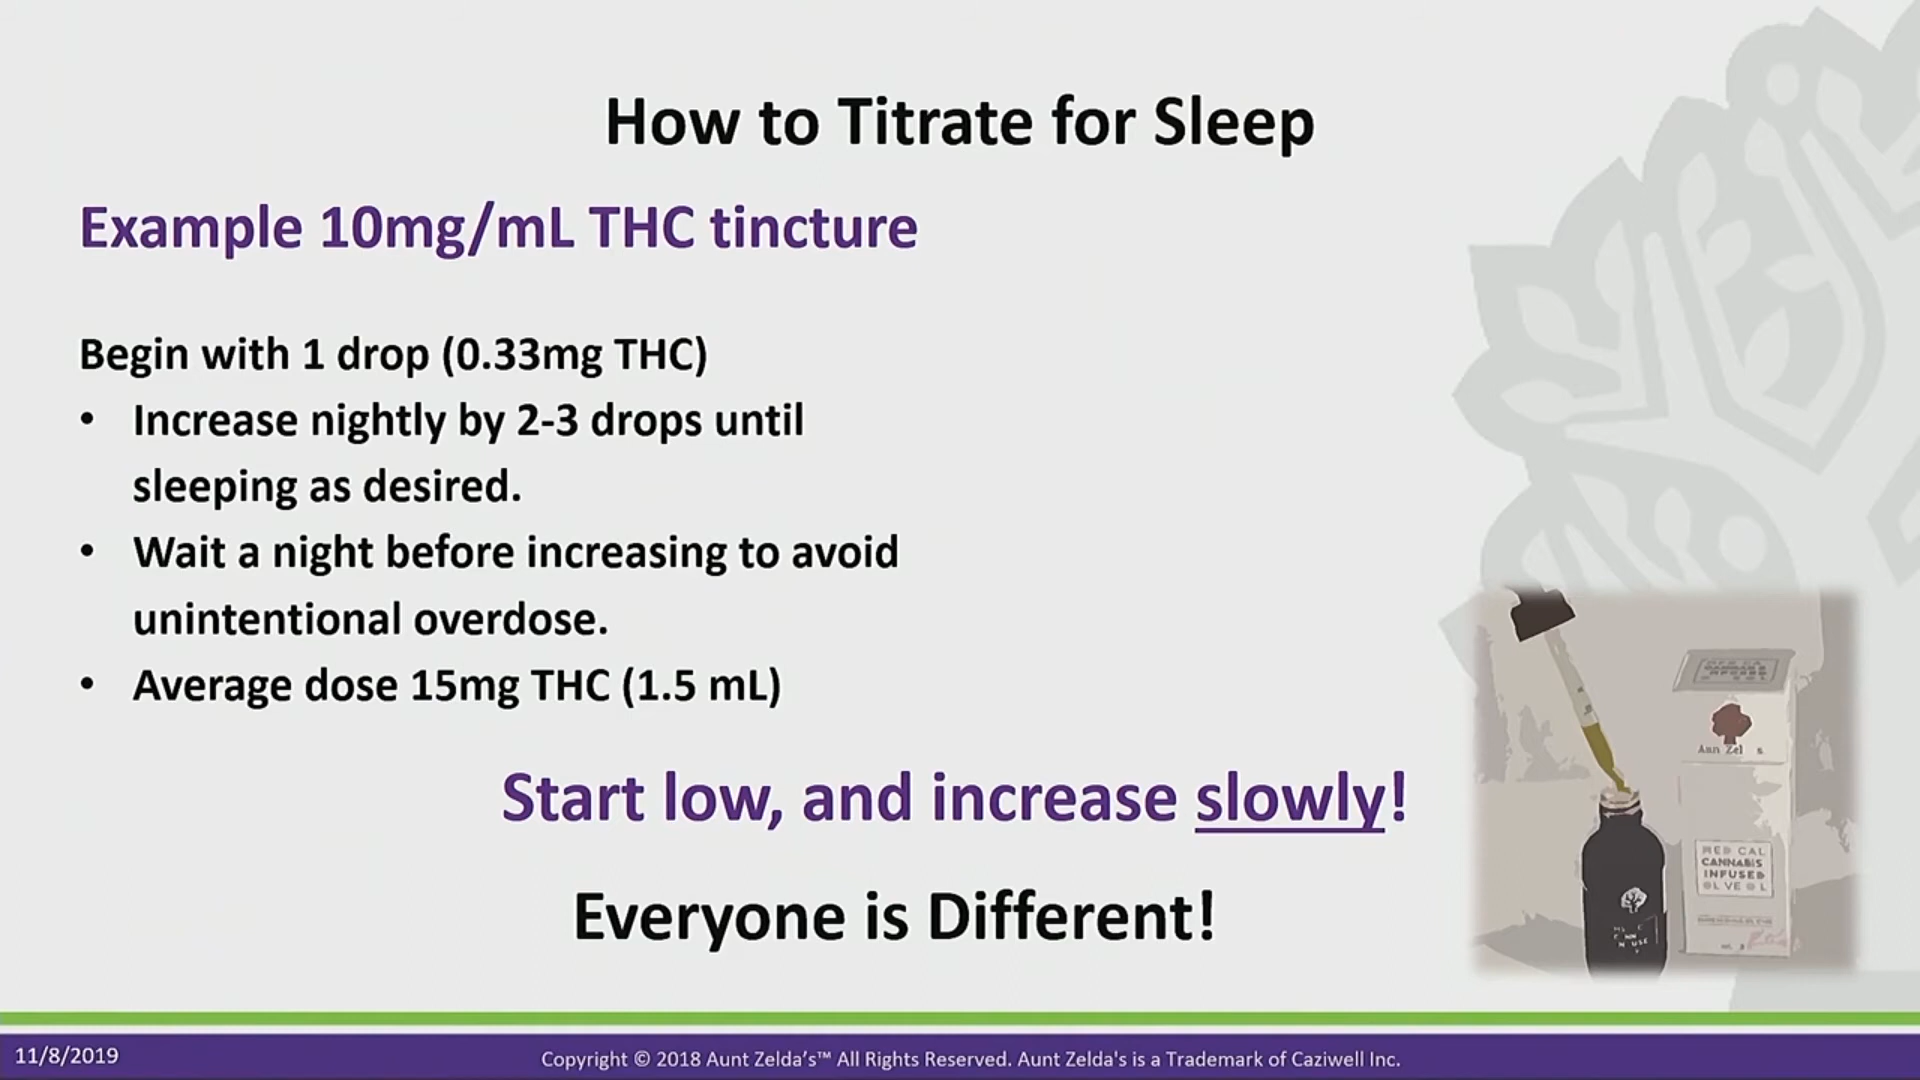 How to Titrate for Sleep
Example 10mg/mL THC tincture
Begin with 1 drop (0.33mg THC)
• Increase nightly by 2-3 drops until
sleeping as desired.
• Wait a night before increasing to avoid
unintentional overdose.
• Average dose 15mg THC (1.5 mL)
Start low, and increase slowly!
Everyone is Different!
CANNABIS
INFUSED
11/8/2019
Copyright © 2018 Aunt Zelda's™ All Rights Reserved. Aunt Zelda's is a Trademark of Caziwell Inc.